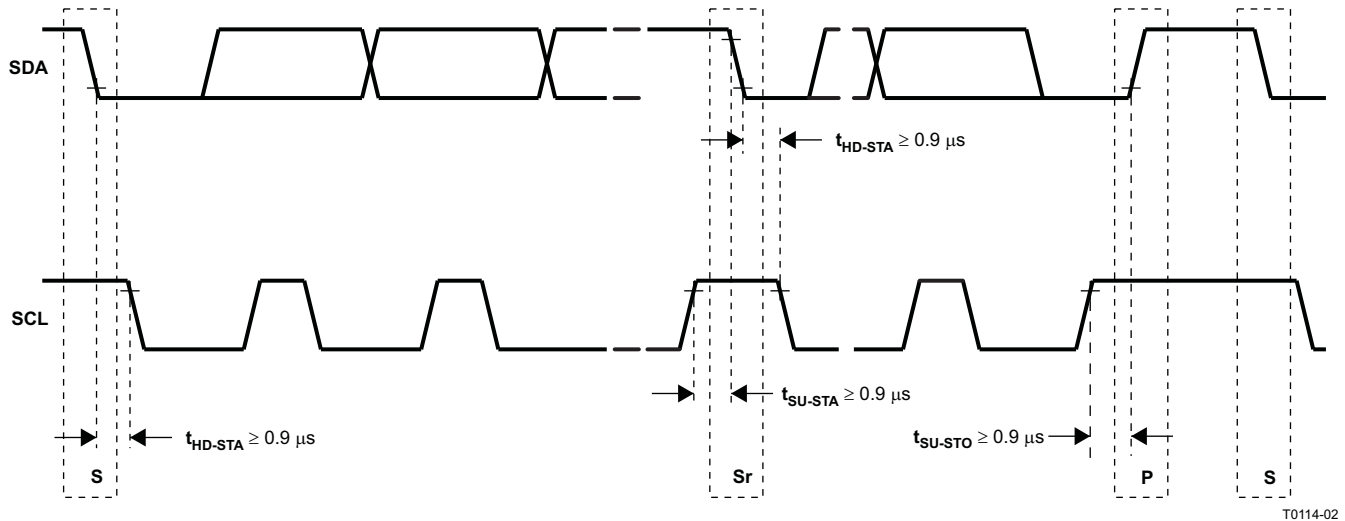 SDA
t_HD-STA ≥ 0.9 μs
SCL
t_SU-STA ≥ 0.9 μs
t_HD-STA ≥ 0.9 μs
t_SU-STO ≥ 0.9 μs
S
Sr
P
S
T0114-02